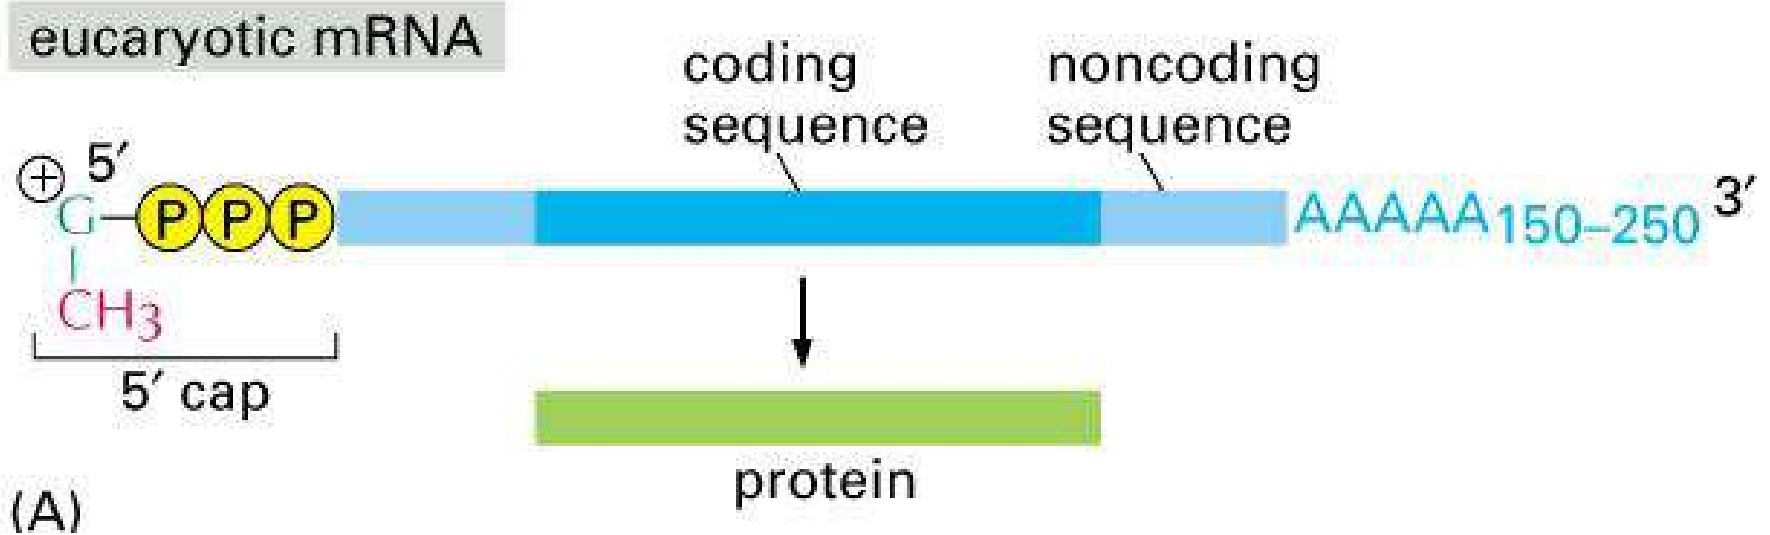 eucaryotic mRNA
coding
sequence
noncoding
sequence
+
5′
G
P P P
AAAAA150–250
3′
CH3
5′ cap
protein
(A)